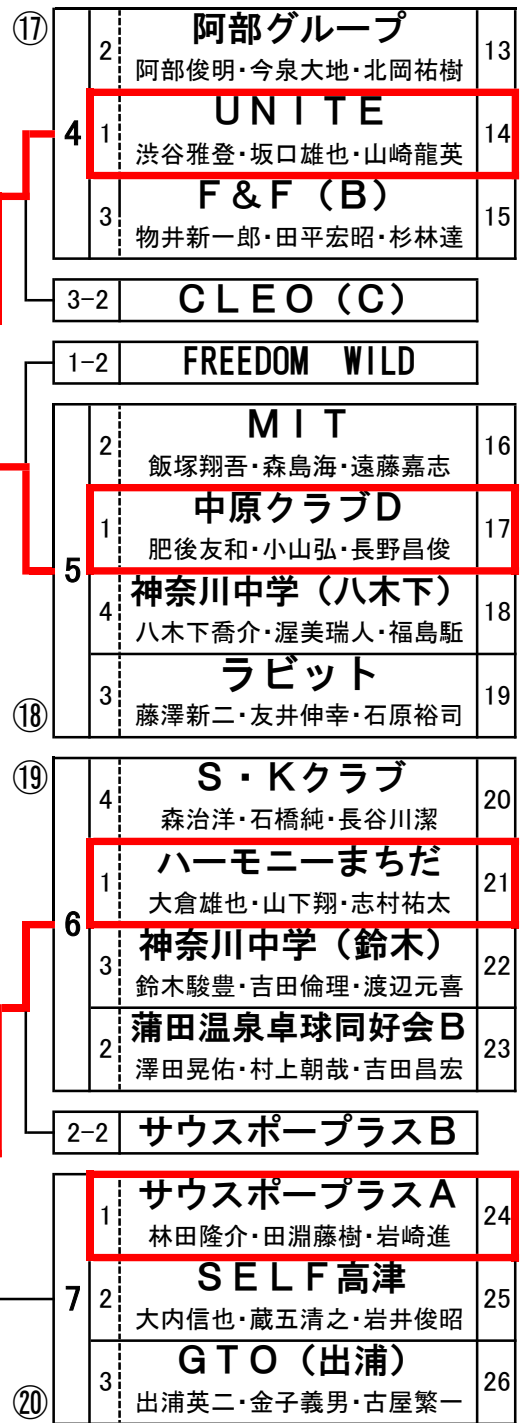 ⑰
4
2 阿部グループ 13
阿部俊明・今泉大地・北岡祐樹
1 ＵＮＩＴＥ 14
渋谷雅登・坂口雄也・山崎龍英
3 Ｆ＆Ｆ（Ｂ） 15
物井新一郎・田平宏昭・杉林達
3-2 ＣＬＥＯ（Ｃ）
1-2 FREEDOM WILD
5
2 ＭＩＴ 16
飯塚翔吾・森島海・遠藤嘉志
1 中原クラブD 17
肥後友和・小山弘・長野昌俊
4 神奈川中学（八木下） 18
八木下喬介・渥美瑞人・福島駈
3 ラビット 19
藤澤新二・友井伸幸・石原裕司
⑱
⑲
6
4 Ｓ・Ｋクラブ 20
森治洋・石橋純・長谷川潔
1 ハーモニーまちだ 21
大倉雄也・山下翔・志村祐太
3 神奈川中学（鈴木） 22
鈴木駿豊・吉田倫理・渡辺元喜
2 蒲田温泉卓球同好会Ｂ 23
澤田晃佑・村上朝哉・吉田昌宏
2-2 サウスポープラスＢ
7
1 サウスポープラスＡ 24
林田隆介・田淵藤樹・岩崎進
2 ＳＥＬＦ高津 25
大内信也・蔵五清之・岩井俊昭
3 ＧＴＯ（出浦） 26
出浦英二・金子義男・古屋繁一
⑳